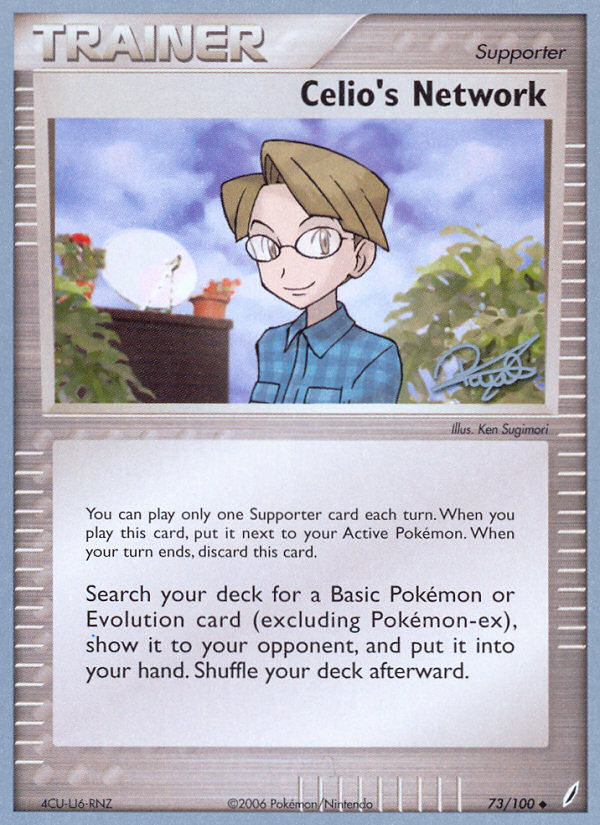 TRAINER
Supporter
Celio's Network
Illus. Ken Sugimori
You can play only one Supporter card each turn. When you
play this card, put it next to your Active Pokémon. When
your turn ends, discard this card.
Search your deck for a Basic Pokémon or
Evolution card (excluding Pokémon-ex),
show it to your opponent, and put it into
your hand. Shuffle your deck afterward.
4CU-LJ6-RNZ
©2006 Pokémon/Nintendo
73/100